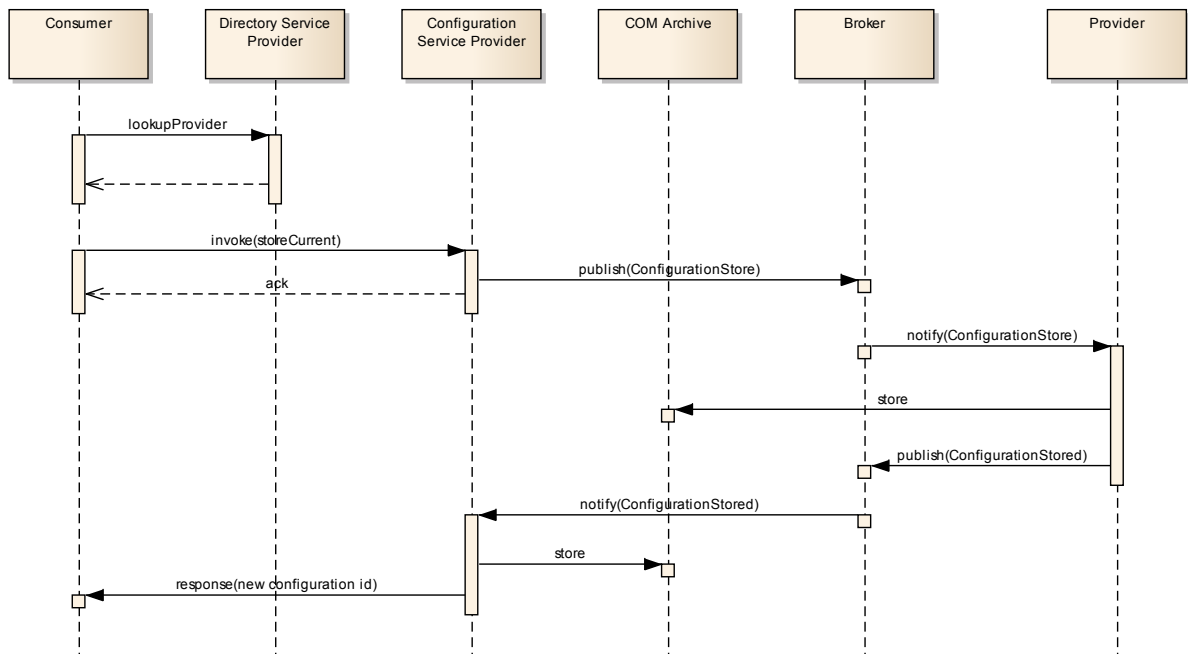 Consumer
Directory Service
Provider
Configuration
Service Provider
COM Archive
Broker
Provider
lookupProvider
invoke(storeCurrent)
publish(ConfigurationStore)
ack
notify(ConfigurationStore)
store
publish(ConfigurationStored)
notify(ConfigurationStored)
store
response(new configuration id)